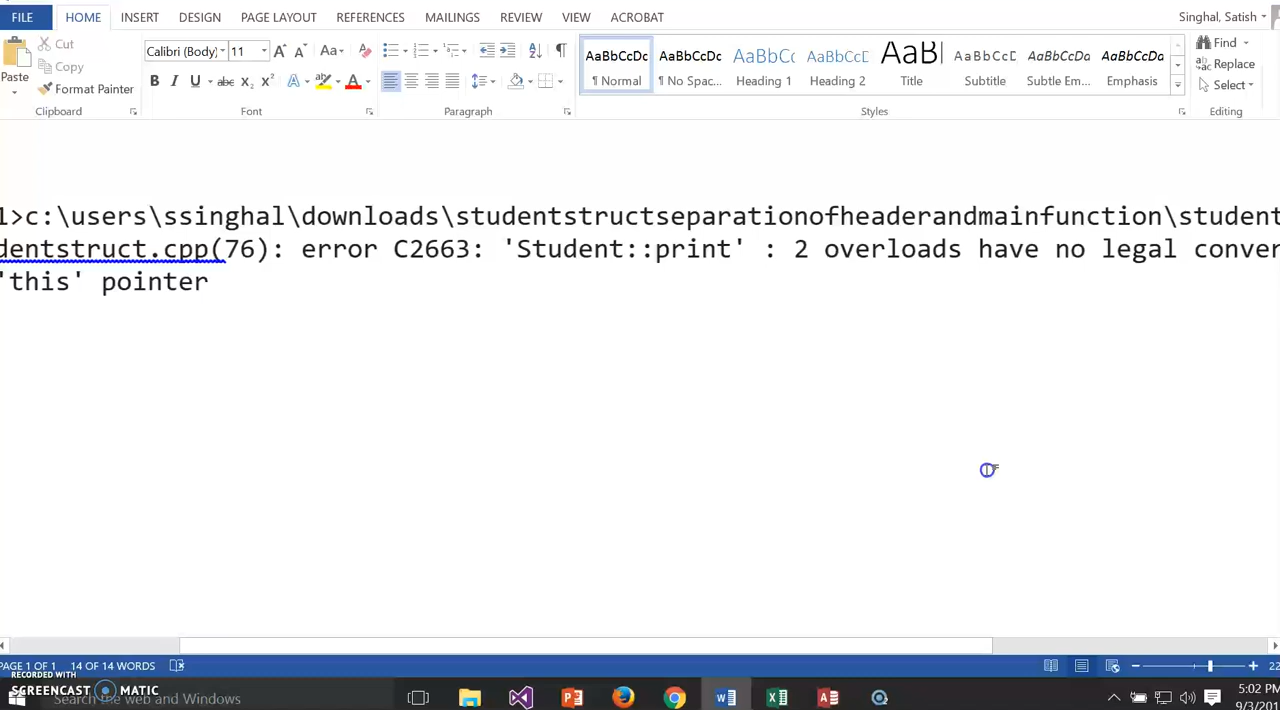 FILE HOME INSERT DESIGN PAGE LAYOUT REFERENCES MAILINGS REVIEW VIEW ACROBAT Singhal, Satish
Cut
Copy
Format Painter
Paste
Clipboard
Calibri (Body) 11
Font
Paragraph
AaBbCcDc AaBbCcDc AaBbCc AaBbCcD AaB AaBbCcD AaBbCcDa AaBbCcDa
¶ Normal ¶ No Spac... Heading 1 Heading 2 Title Subtitle Subtle Em... Emphasis
Styles
Find
Replace
Select
Editing
1>c:\users\ssinghal\downloads\studentstructseparationofheaderandmainfunction\student
dentstruct.cpp(76): error C2663: 'Student::print' : 2 overloads have no legal conver
'this' pointer
PAGE 1 OF 1 14 OF 14 WORDS
RECORDED WITH
SCREENCAST MATIC
Search the web and Windows
5:02 PM